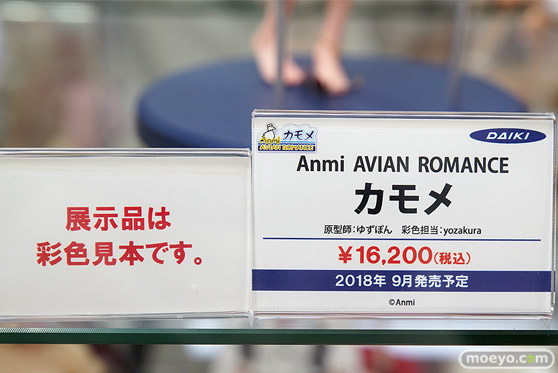 展示品は
彩色見本です。
Anmi
カモメ
AVIAN ROMANCE
DAIKI
Anmi AVIAN ROMANCE
カモメ
原型師：ゆずぽん 彩色担当：yozakura
￥16,200(税込)
2018年 9月発売予定
©Anmi
moeyo.com